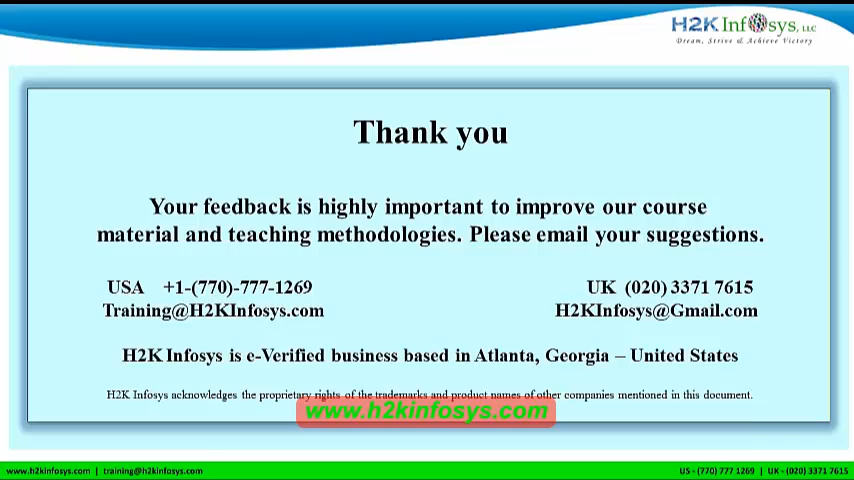 H2K Infosys, LLC
Dream, Strive & Achieve Victory
Thank you
Your feedback is highly important to improve our course
material and teaching methodologies. Please email your suggestions.
USA +1-(770)-777-1269
UK (020) 3371 7615
Training@H2KInfosys.com
H2KInfosys@Gmail.com
H2K Infosys is e-Verified business based in Atlanta, Georgia – United States
H2K Infosys acknowledges the proprietary rights of the trademarks and product names of other companies mentioned in this document.
www.h2kinfosys.com
www.h2kinfosys.com | training@h2kinfosys.com
US - (770) 777 1269 | UK - (020) 3371 7615